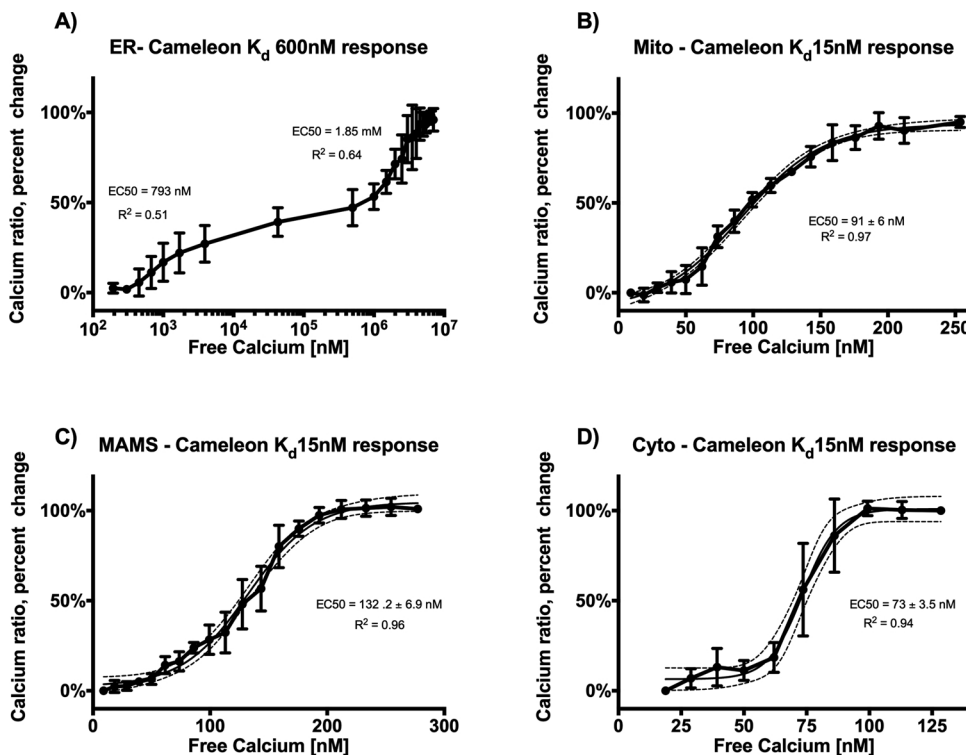 A)
ER- Cameleon Kd 600nM response
Calcium ratio, percent change
100%
50%
0%
EC50 = 793 nM
R² = 0.51
EC50 = 1.85 mM
R² = 0.64
10² 10³ 10⁴ 10⁵ 10⁶ 10⁷
Free Calcium [nM]
B)
Mito - Cameleon Kd15nM response
Calcium ratio, percent change
100%
50%
0%
EC50 = 91 ± 6 nM
R² = 0.97
0 50 100 150 200 250
Free Calcium [nM]
C)
MAMS - Cameleon Kd15nM response
Calcium ratio, percent change
100%
50%
0%
EC50 = 132 .2 ± 6.9 nM
R² = 0.96
0 100 200 300
Free Calcium [nM]
D)
Cyto - Cameleon Kd15nM response
Calcium ratio, percent change
100%
50%
0%
EC50 = 73 ± 3.5 nM
R² = 0.94
25 50 75 100 125
Free Calcium [nM]